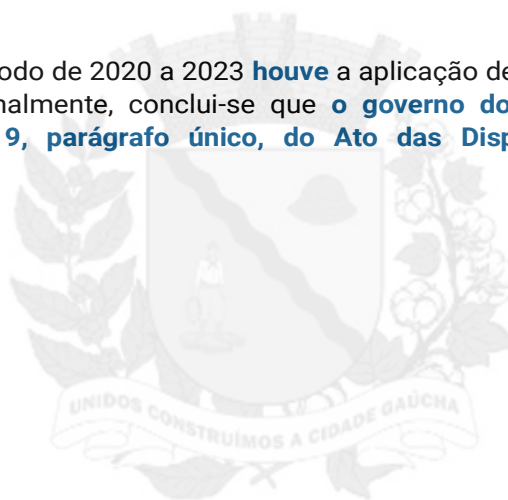 odo de 2020 a 2023 houve a aplicação de
nalmente, conclui-se que o governo do
9, parágrafo único, do Ato das Disp
UNIDOS CONSTRUÍMOS A CIDADE GAÚCHA